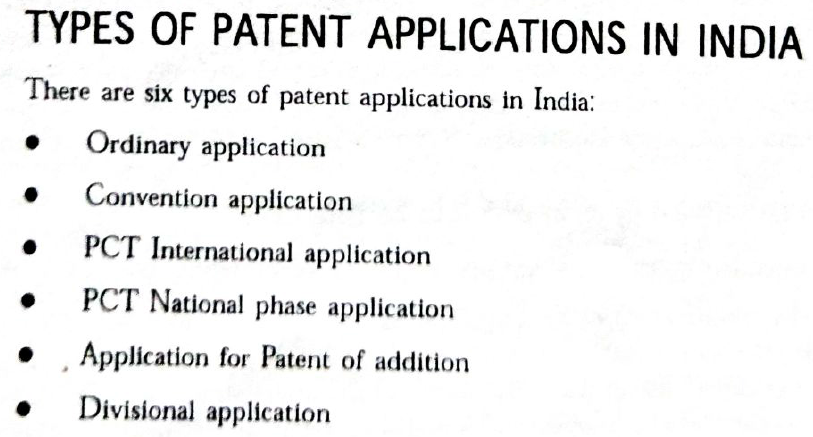 TYPES OF PATENT APPLICATIONS IN INDIA
There are six types of patent applications in India:
● Ordinary application
● Convention application
● PCT International application
● PCT National phase application
● Application for Patent of addition
● Divisional application